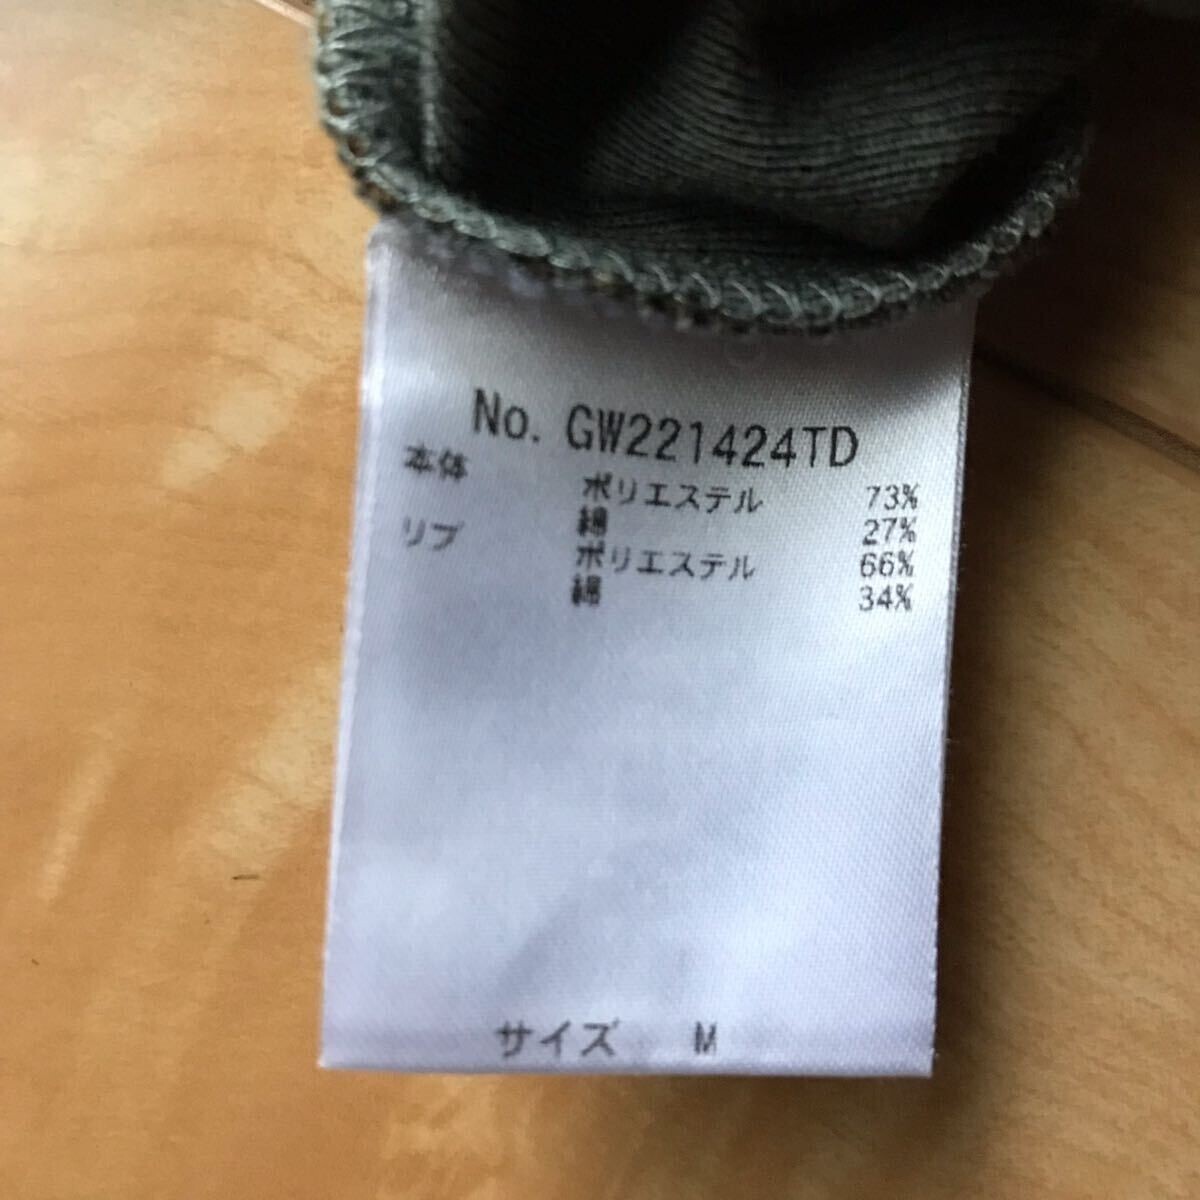 No. GW221424TD
本体 ポリエステル 73%
綿 27%
リブ ポリエステル 66%
綿 34%
サイズ M